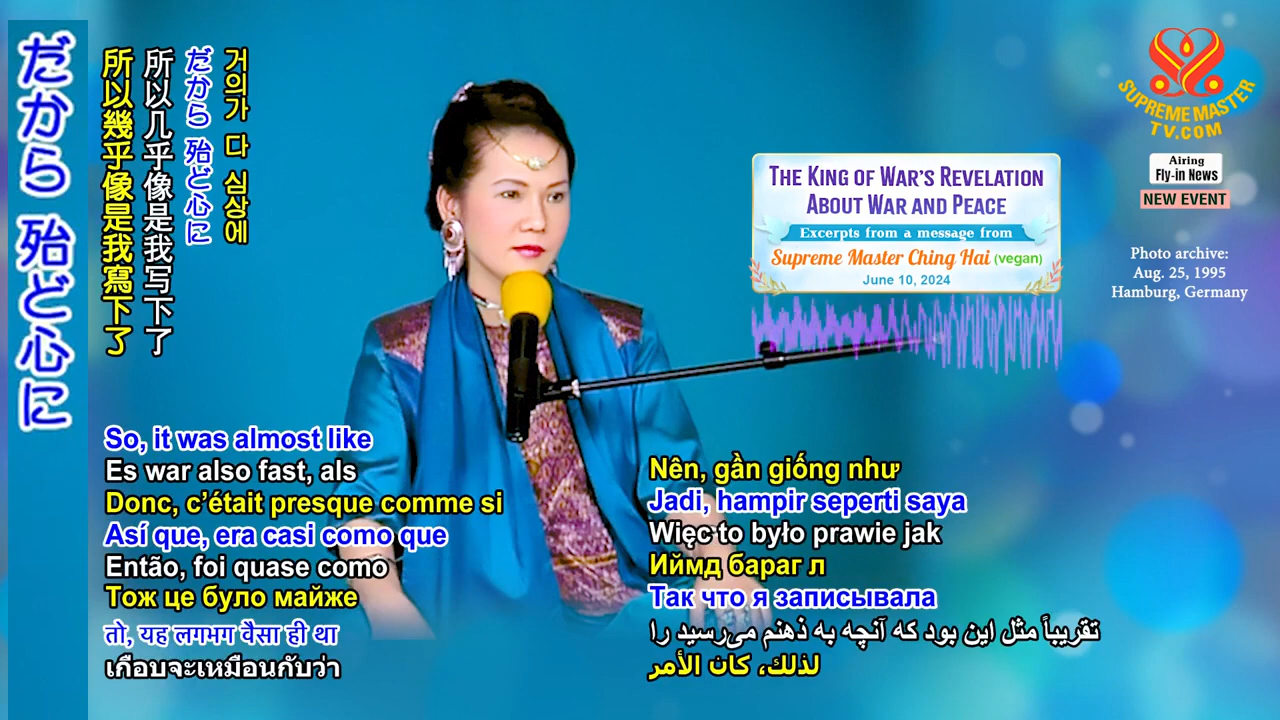 だから 殆ど心に
所以幾乎像是我寫下了
所以几乎像是我写下了
だから 殆ど心に
거의가 다 심상에
So, it was almost like
Es war also fast, als
Donc, c’était presque comme si
Así que, era casi como que
Então, foi quase como
Тож це було майже
तो, यह लगभग वैसा ही था
เกือบจะเหมือนกับว่า
Nên, gần giống như
Jadi, hampir seperti saya
Więc to było prawie jak
Иймд бараг л
Так что я записывала
تقریباً مثل این بود که آنچه به ذهنم می‌رسید را
لذلك، كان الأمر
THE KING OF WAR’S REVELATION
ABOUT WAR AND PEACE
Excerpts from a message from
Supreme Master Ching Hai (vegan)
June 10, 2024
SUPREME MASTER
TV.COM
Airing
Fly-in News
NEW EVENT
Photo archive:
Aug. 25, 1995
Hamburg, Germany